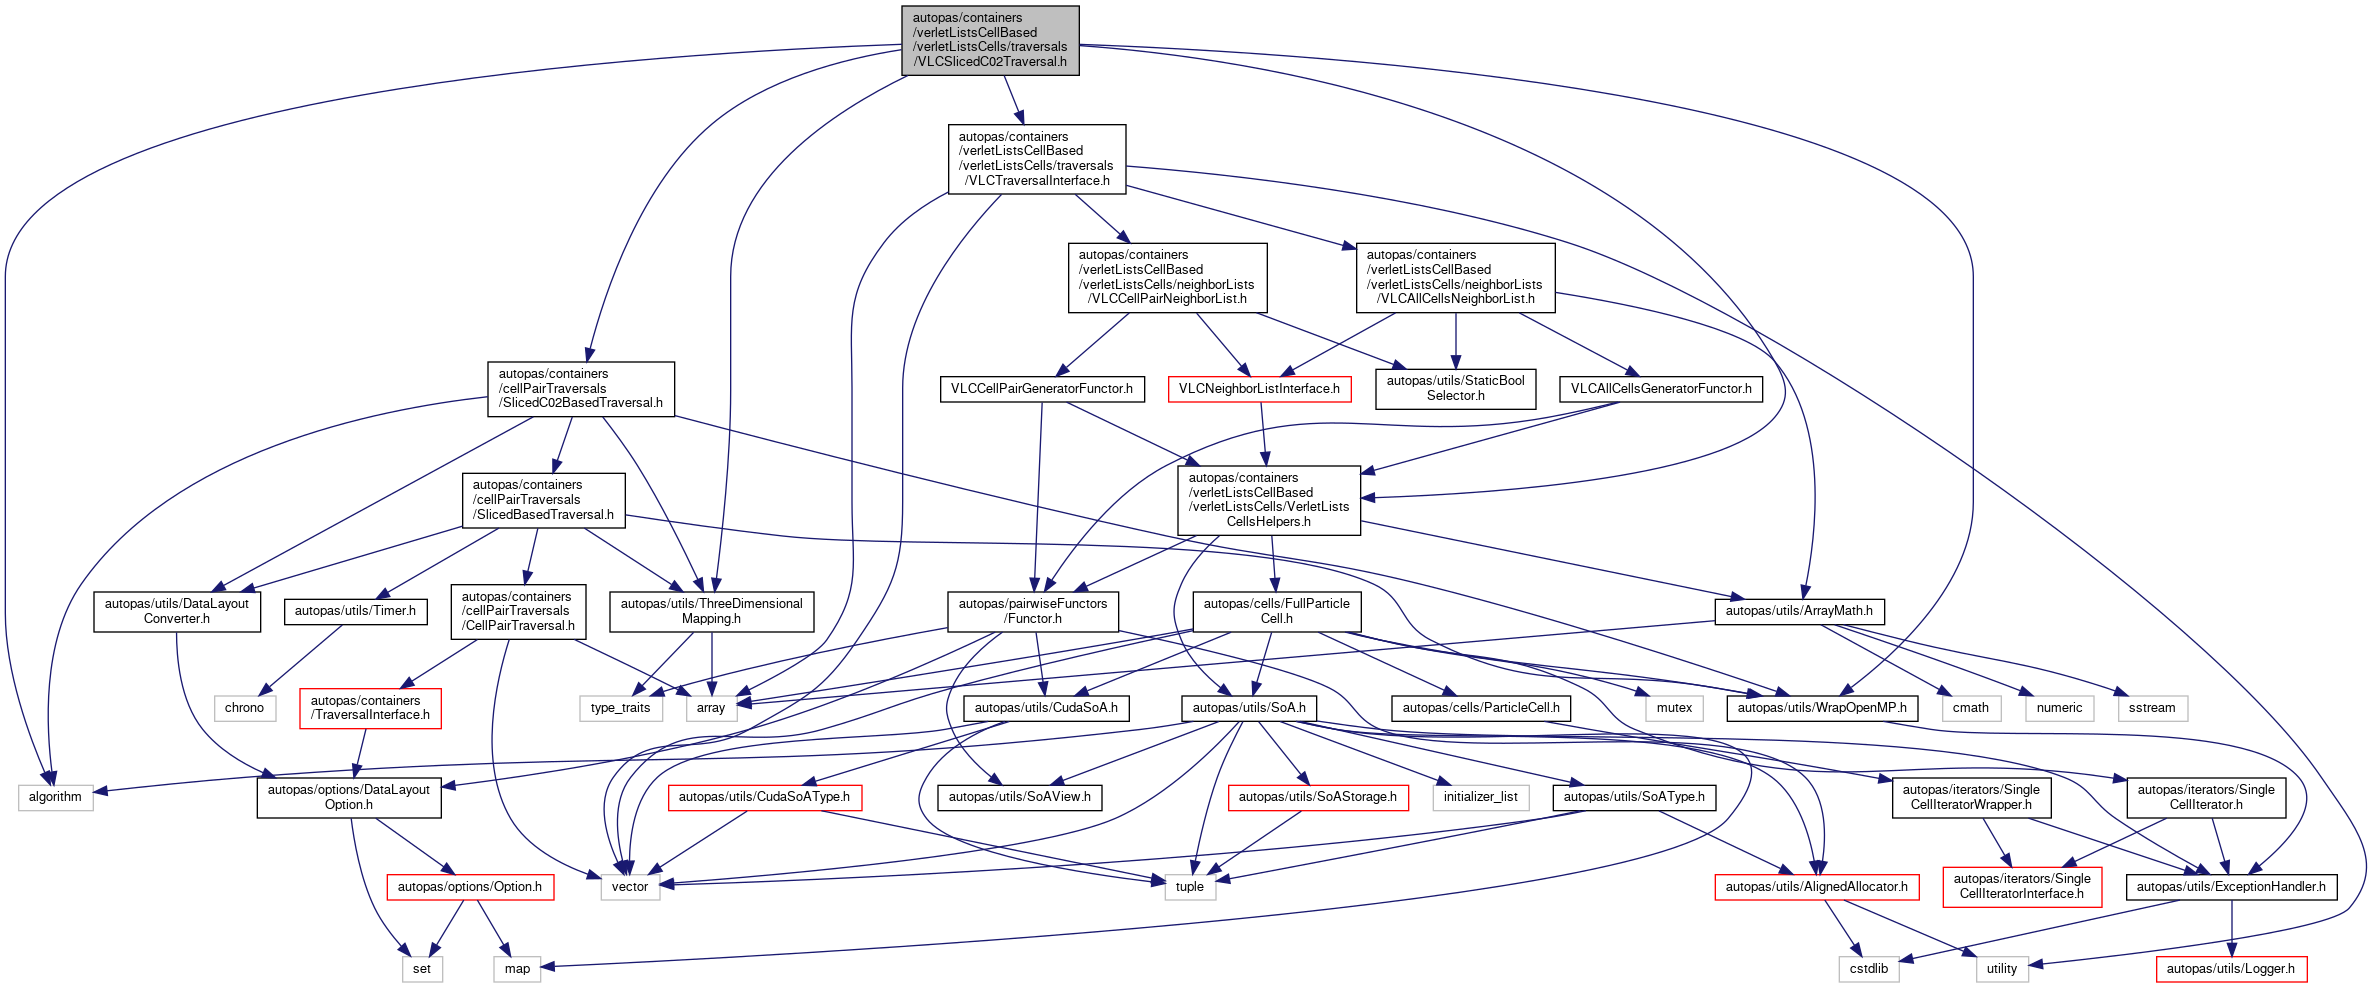 autopas/containers
/verletListsCellBased
/verletListsCells/traversals
/VLCSlicedC02Traversal.h
autopas/containers
/verletListsCellBased
/verletListsCells/traversals
/VLCTraversalInterface.h
autopas/containers
/verletListsCellBased
/verletListsCells/neighborLists
/VLCCellPairNeighborList.h
autopas/containers
/verletListsCellBased
/verletListsCells/neighborLists
/VLCAllCellsNeighborList.h
autopas/containers
/cellPairTraversals
/SlicedC02BasedTraversal.h
VLCCellPairGeneratorFunctor.h
VLCNeighborListInterface.h
autopas/utils/StaticBool
Selector.h
VLCAllCellsGeneratorFunctor.h
autopas/containers
/cellPairTraversals
/SlicedBasedTraversal.h
autopas/containers
/verletListsCellBased
/verletListsCells/VerletLists
CellsHelpers.h
autopas/utils/DataLayout
Converter.h
autopas/utils/Timer.h
autopas/containers
/cellPairTraversals
/CellPairTraversal.h
autopas/utils/ThreeDimensional
Mapping.h
autopas/pairwiseFunctors
/Functor.h
autopas/cells/FullParticle
Cell.h
autopas/utils/ArrayMath.h
chrono
autopas/containers
/TraversalInterface.h
type_traits
array
autopas/utils/CudaSoA.h
autopas/utils/SoA.h
autopas/cells/ParticleCell.h
mutex
autopas/utils/WrapOpenMP.h
cmath
numeric
sstream
algorithm
autopas/options/DataLayout
Option.h
autopas/utils/CudaSoAType.h
autopas/utils/SoAView.h
autopas/utils/SoAStorage.h
initializer_list
autopas/utils/SoAType.h
autopas/iterators/Single
CellIteratorWrapper.h
autopas/iterators/Single
CellIterator.h
autopas/options/Option.h
vector
tuple
autopas/utils/AlignedAllocator.h
autopas/iterators/Single
CellIteratorInterface.h
autopas/utils/ExceptionHandler.h
set
map
cstdlib
utility
autopas/utils/Logger.h